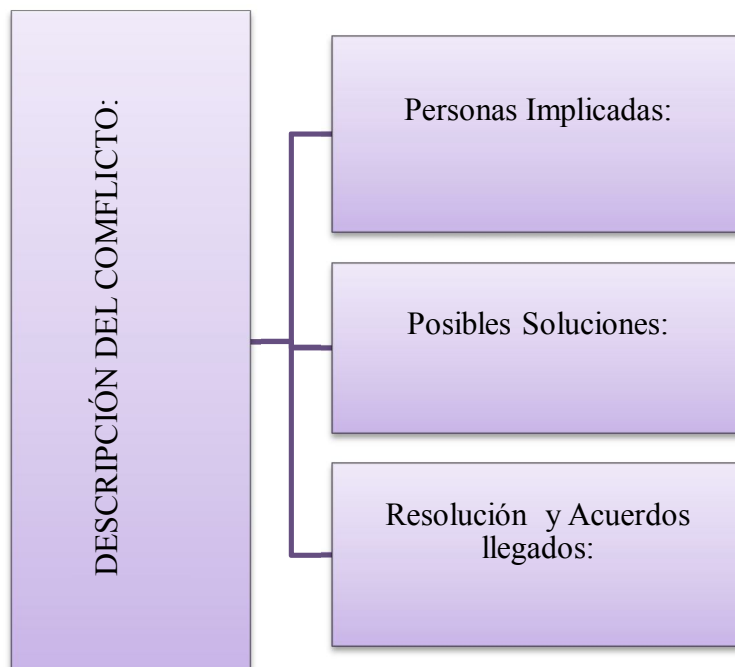 DESCRIPCIÓN DEL COMFLICTO:
Personas Implicadas:
Posibles Soluciones:
Resolución y Acuerdos
llegados: